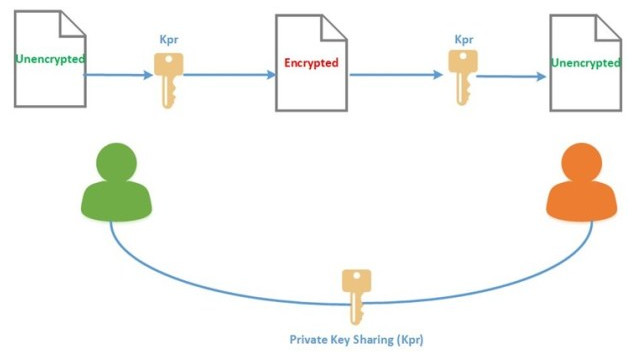 Kpr
Kpr
Unencrypted
Encrypted
Unencrypted
Private Key Sharing (Kpr)